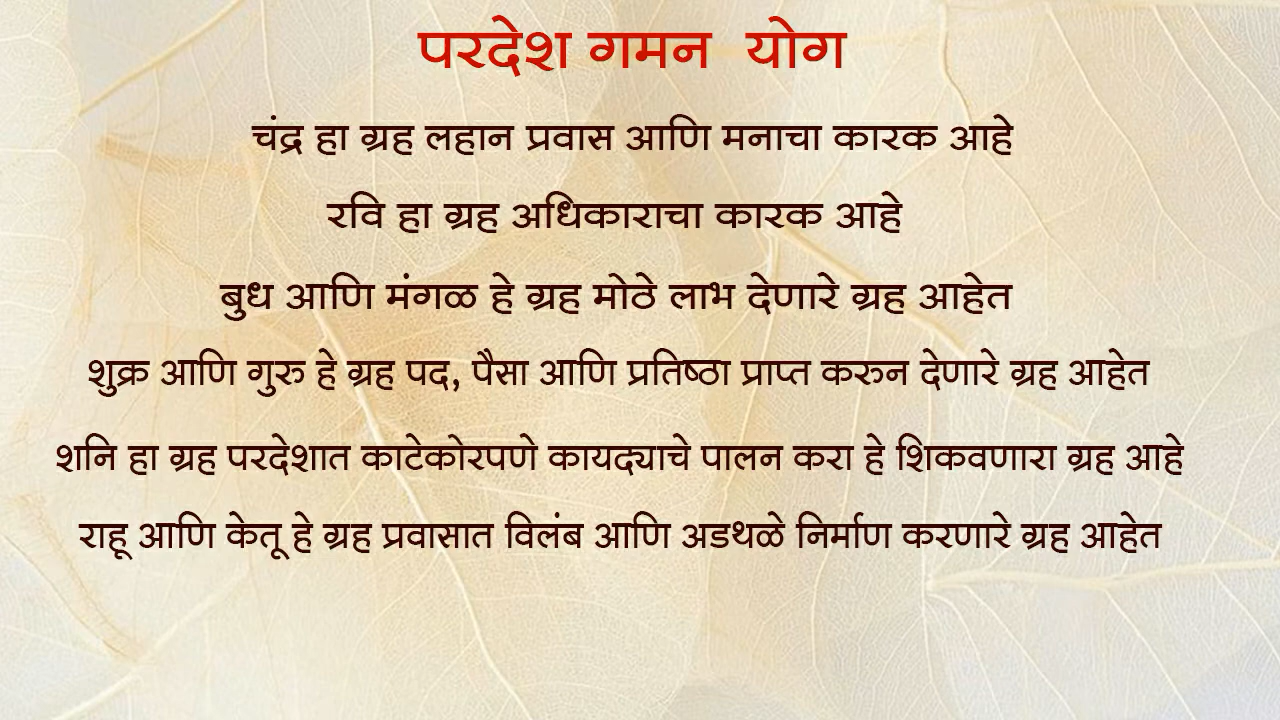 परदेश गमन योग
चंद्र हा ग्रह लहान प्रवास आणि मनाचा कारक आहे
रवि हा ग्रह अधिकाराचा कारक आहे
बुध आणि मंगळ हे ग्रह मोठे लाभ देणारे ग्रह आहेत
शुक्र आणि गुरु हे ग्रह पद, पैसा आणि प्रतिष्ठा प्राप्त करुन देणारे ग्रह आहेत
शनि हा ग्रह परदेशात काटेकोरपणे कायद्याचे पालन करा हे शिकवणारा ग्रह आहे
राहू आणि केतू हे ग्रह प्रवासात विलंब आणि अडथळे निर्माण करणारे ग्रह आहेत